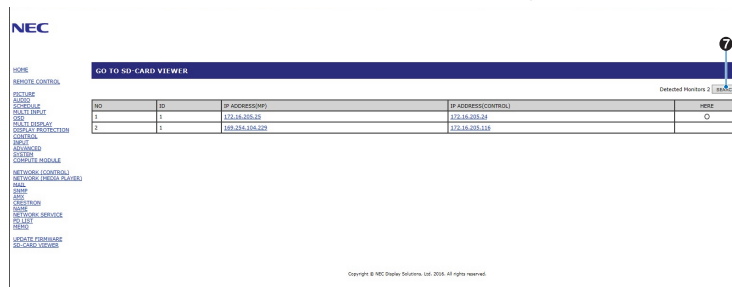 NEC
7
HOME
GO TO SD-CARD VIEWER
REMOTE CONTROL
Detected Monitors 2
PICTURE
AUDIO
SCHEDULE
MULTI INPUT
OSD
MULTI DISPLAY
DISPLAY PROTECTION
CONTROL
INPUT
ADVANCED
SYSTEM
COMPUTE MODULE
NO ID IP ADDRESS(MP) IP ADDRESS(CONTROL) HERE
1 1 172.16.205.25 172.16.205.24 O
2 1 169.254.104.229 172.16.205.116
NETWORK (CONTROL)
NETWORK (MEDIA PLAYER)
MAIL
SNMP
AMX
CRESTRON
NAME
NETWORK SERVICE
PD LIST
MEMO
UPDATE FIRMWARE
SD-CARD VIEWER
Copyright © NEC Display Solutions, Ltd. 2016. All rights reserved.